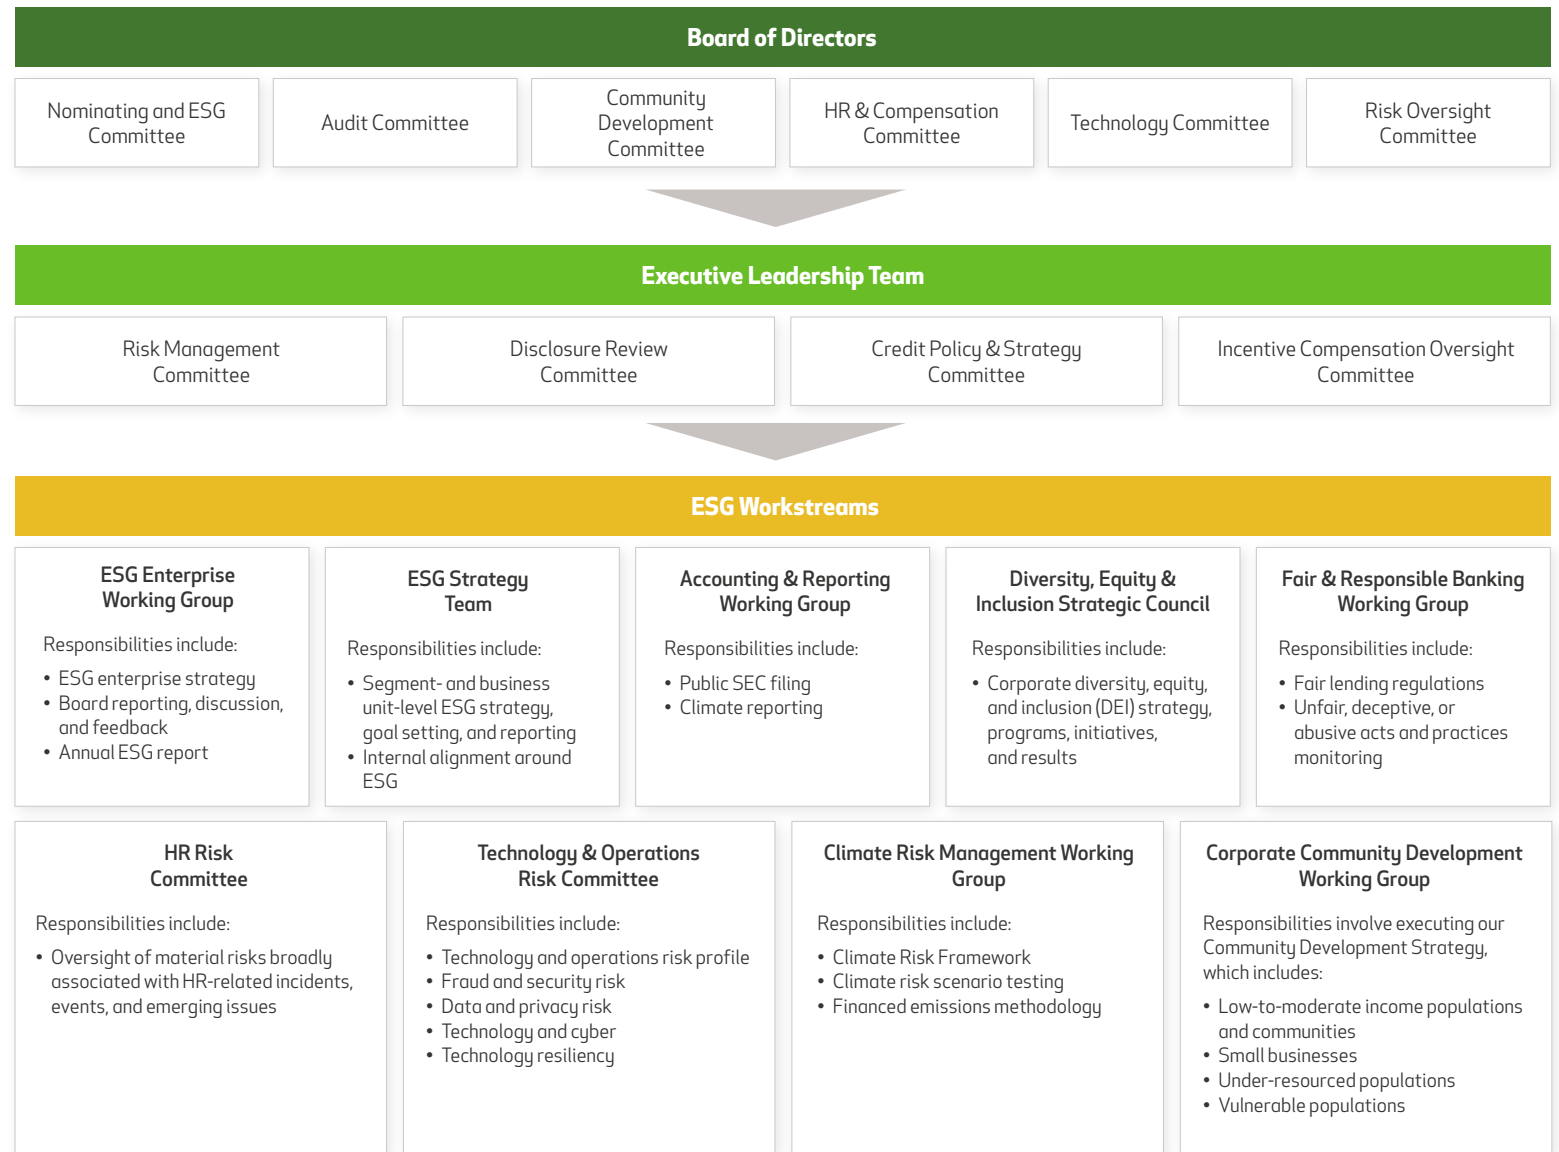 Board of Directors
Nominating and ESG
Committee
Audit Committee
Community
Development
Committee
HR & Compensation
Committee
Technology Committee
Risk Oversight
Committee
Executive Leadership Team
Risk Management
Committee
Disclosure Review
Committee
Credit Policy & Strategy
Committee
Incentive Compensation Oversight
Committee
ESG Workstreams
ESG Enterprise
Working Group
Responsibilities include:
• ESG enterprise strategy
• Board reporting, discussion,
and feedback
• Annual ESG report
ESG Strategy
Team
Responsibilities include:
• Segment- and business
unit-level ESG strategy,
goal setting, and reporting
• Internal alignment around
ESG
Accounting & Reporting
Working Group
Responsibilities include:
• Public SEC filing
• Climate reporting
Diversity, Equity &
Inclusion Strategic Council
Responsibilities include:
• Corporate diversity, equity,
and inclusion (DEI) strategy,
programs, initiatives,
and results
Fair & Responsible Banking
Working Group
Responsibilities include:
• Fair lending regulations
• Unfair, deceptive, or
abusive acts and practices
monitoring
HR Risk
Committee
Responsibilities include:
• Oversight of material risks broadly
associated with HR-related incidents,
events, and emerging issues
Technology & Operations
Risk Committee
Responsibilities include:
• Technology and operations risk profile
• Fraud and security risk
• Data and privacy risk
• Technology and cyber
• Technology resiliency
Climate Risk Management Working
Group
Responsibilities include:
• Climate Risk Framework
• Climate risk scenario testing
• Financed emissions methodology
Corporate Community Development
Working Group
Responsibilities involve executing our
Community Development Strategy,
which includes:
• Low-to-moderate income populations
and communities
• Small businesses
• Under-resourced populations
• Vulnerable populations